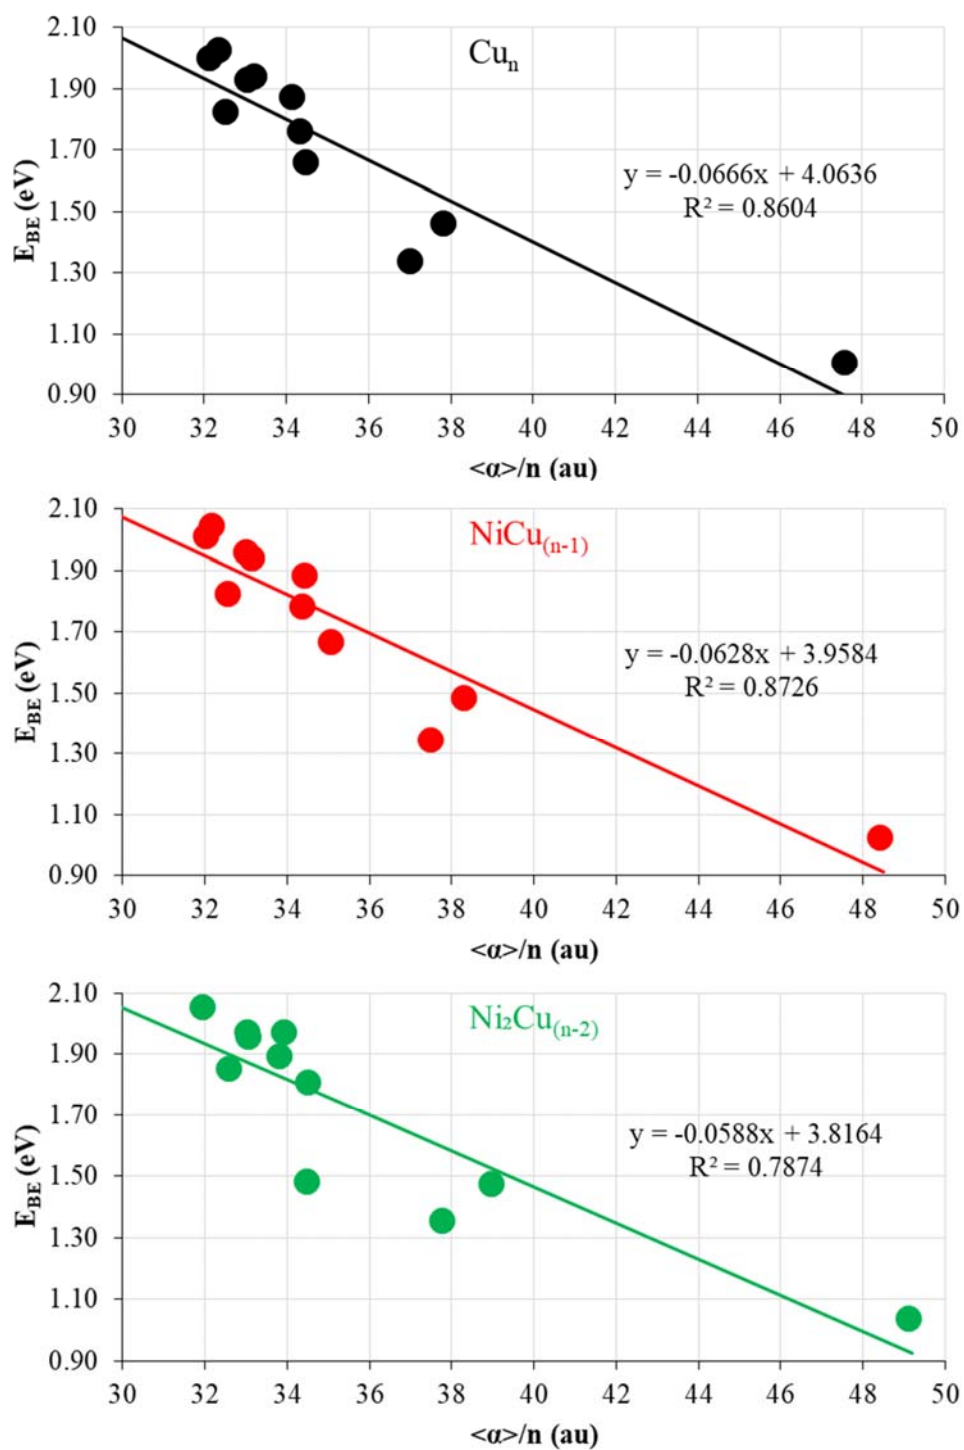 2.10
1.90
1.70
1.50
1.30
1.10
0.90
E_BE (eV)
Cuₙ
y = -0.0666x + 4.0636
R² = 0.8604
30 32 34 36 38 40 42 44 46 48 50
<α>/n (au)
2.10
1.90
1.70
1.50
1.30
1.10
0.90
E_BE (eV)
NiCu₍ₙ₋₁₎
y = -0.0628x + 3.9584
R² = 0.8726
30 32 34 36 38 40 42 44 46 48 50
<α>/n (au)
2.10
1.90
1.70
1.50
1.30
1.10
0.90
E_BE (eV)
Ni₂Cu₍ₙ₋₂₎
y = -0.0588x + 3.8164
R² = 0.7874
30 32 34 36 38 40 42 44 46 48 50
<α>/n (au)